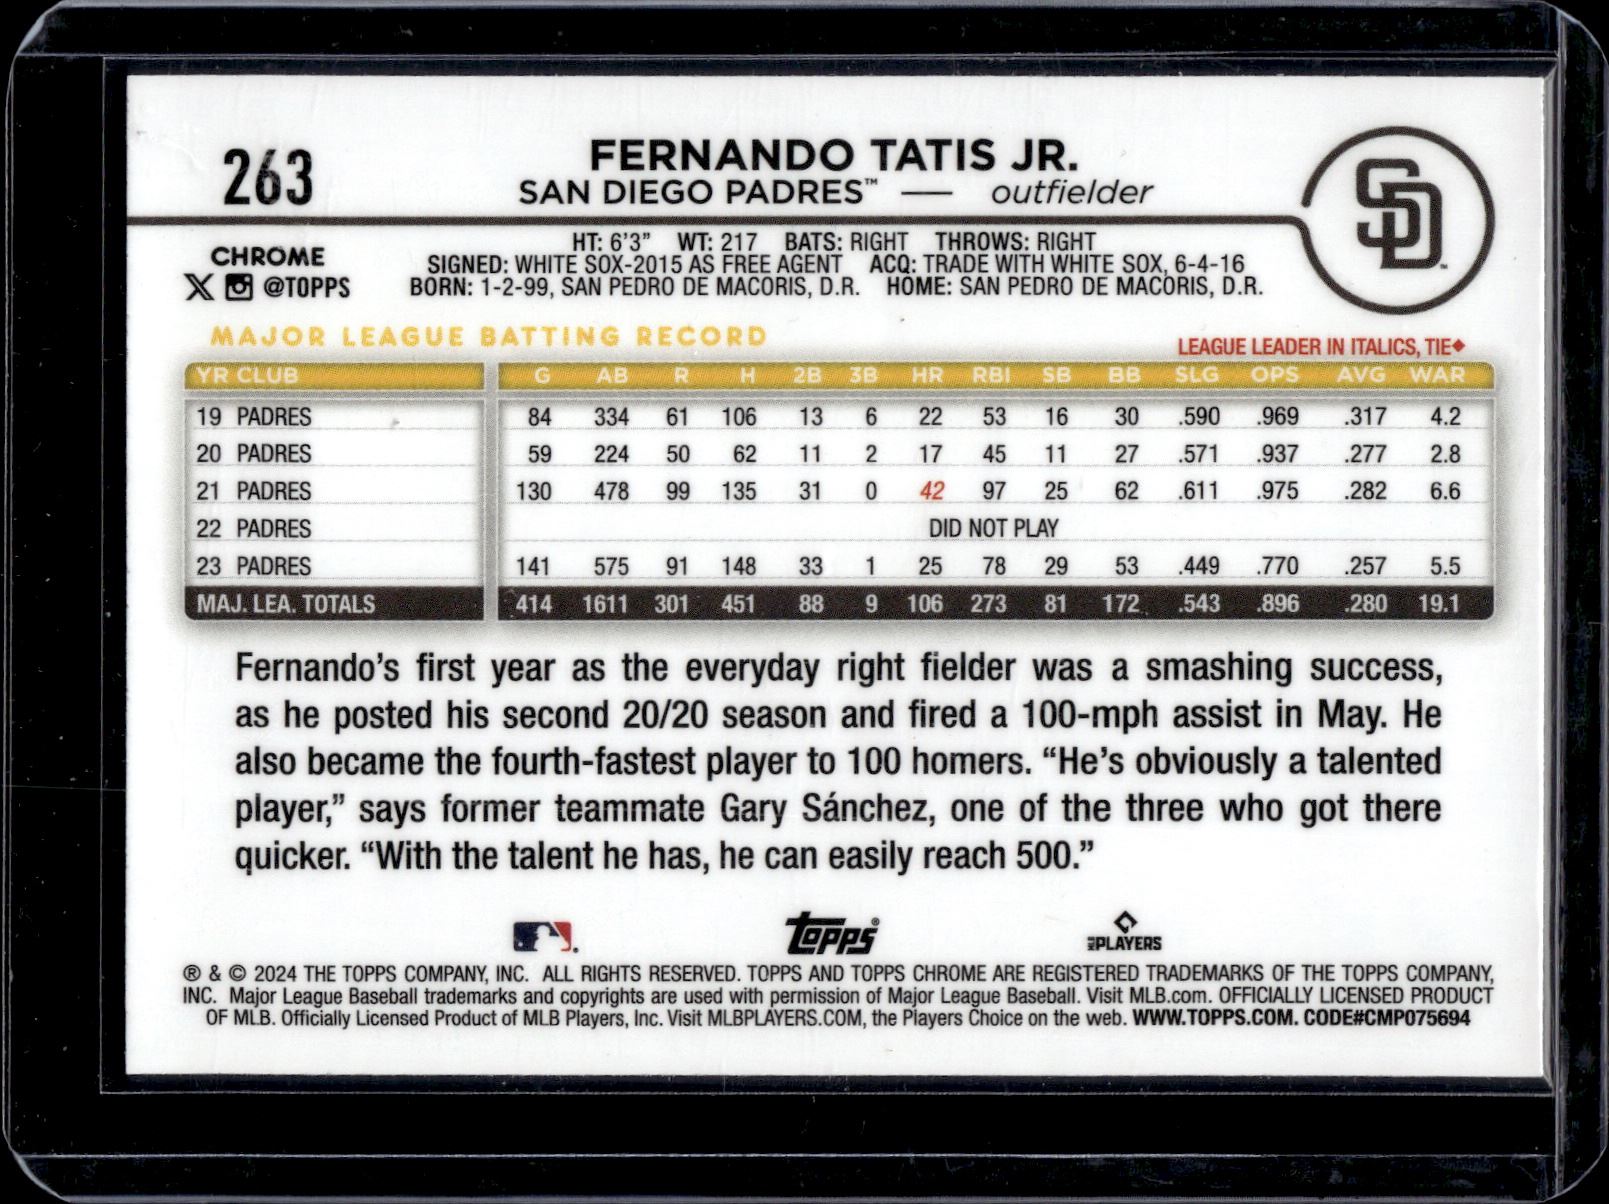 263
FERNANDO TATIS JR.
SAN DIEGO PADRES™ — outfielder
SD™
CHROME
X @TOPPS
HT: 6'3” WT: 217 BATS: RIGHT THROWS: RIGHT
SIGNED: WHITE SOX-2015 AS FREE AGENT ACQ: TRADE WITH WHITE SOX, 6-4-16
BORN: 1-2-99, SAN PEDRO DE MACORIS, D.R. HOME: SAN PEDRO DE MACORIS, D.R.
MAJOR LEAGUE BATTING RECORD
LEAGUE LEADER IN ITALICS, TIE◆
YR CLUB G AB R H 2B 3B HR RBI SB BB SLG OPS AVG WAR
19 PADRES 84 334 61 106 13 6 22 53 16 30 .590 .969 .317 4.2
20 PADRES 59 224 50 62 11 2 17 45 11 27 .571 .937 .277 2.8
21 PADRES 130 478 99 135 31 0 42 97 25 62 .611 .975 .282 6.6
22 PADRES DID NOT PLAY
23 PADRES 141 575 91 148 33 1 25 78 29 53 .449 .770 .257 5.5
MAJ. LEA. TOTALS 414 1611 301 451 88 9 106 273 81 172 .543 .896 .280 19.1
Fernando’s first year as the everyday right fielder was a smashing success,
as he posted his second 20/20 season and fired a 100-mph assist in May. He
also became the fourth-fastest player to 100 homers. “He’s obviously a talented
player,” says former teammate Gary Sánchez, one of the three who got there
quicker. “With the talent he has, he can easily reach 500.”
topps®
MLB PLAYERS
® & © 2024 THE TOPPS COMPANY, INC. ALL RIGHTS RESERVED. TOPPS AND TOPPS CHROME ARE REGISTERED TRADEMARKS OF THE TOPPS COMPANY,
INC. Major League Baseball trademarks and copyrights are used with permission of Major League Baseball. Visit MLB.com. OFFICIALLY LICENSED PRODUCT
OF MLB. Officially Licensed Product of MLB Players, Inc. Visit MLBPLAYERS.COM, the Players Choice on the web. WWW.TOPPS.COM. CODE#CMP075694